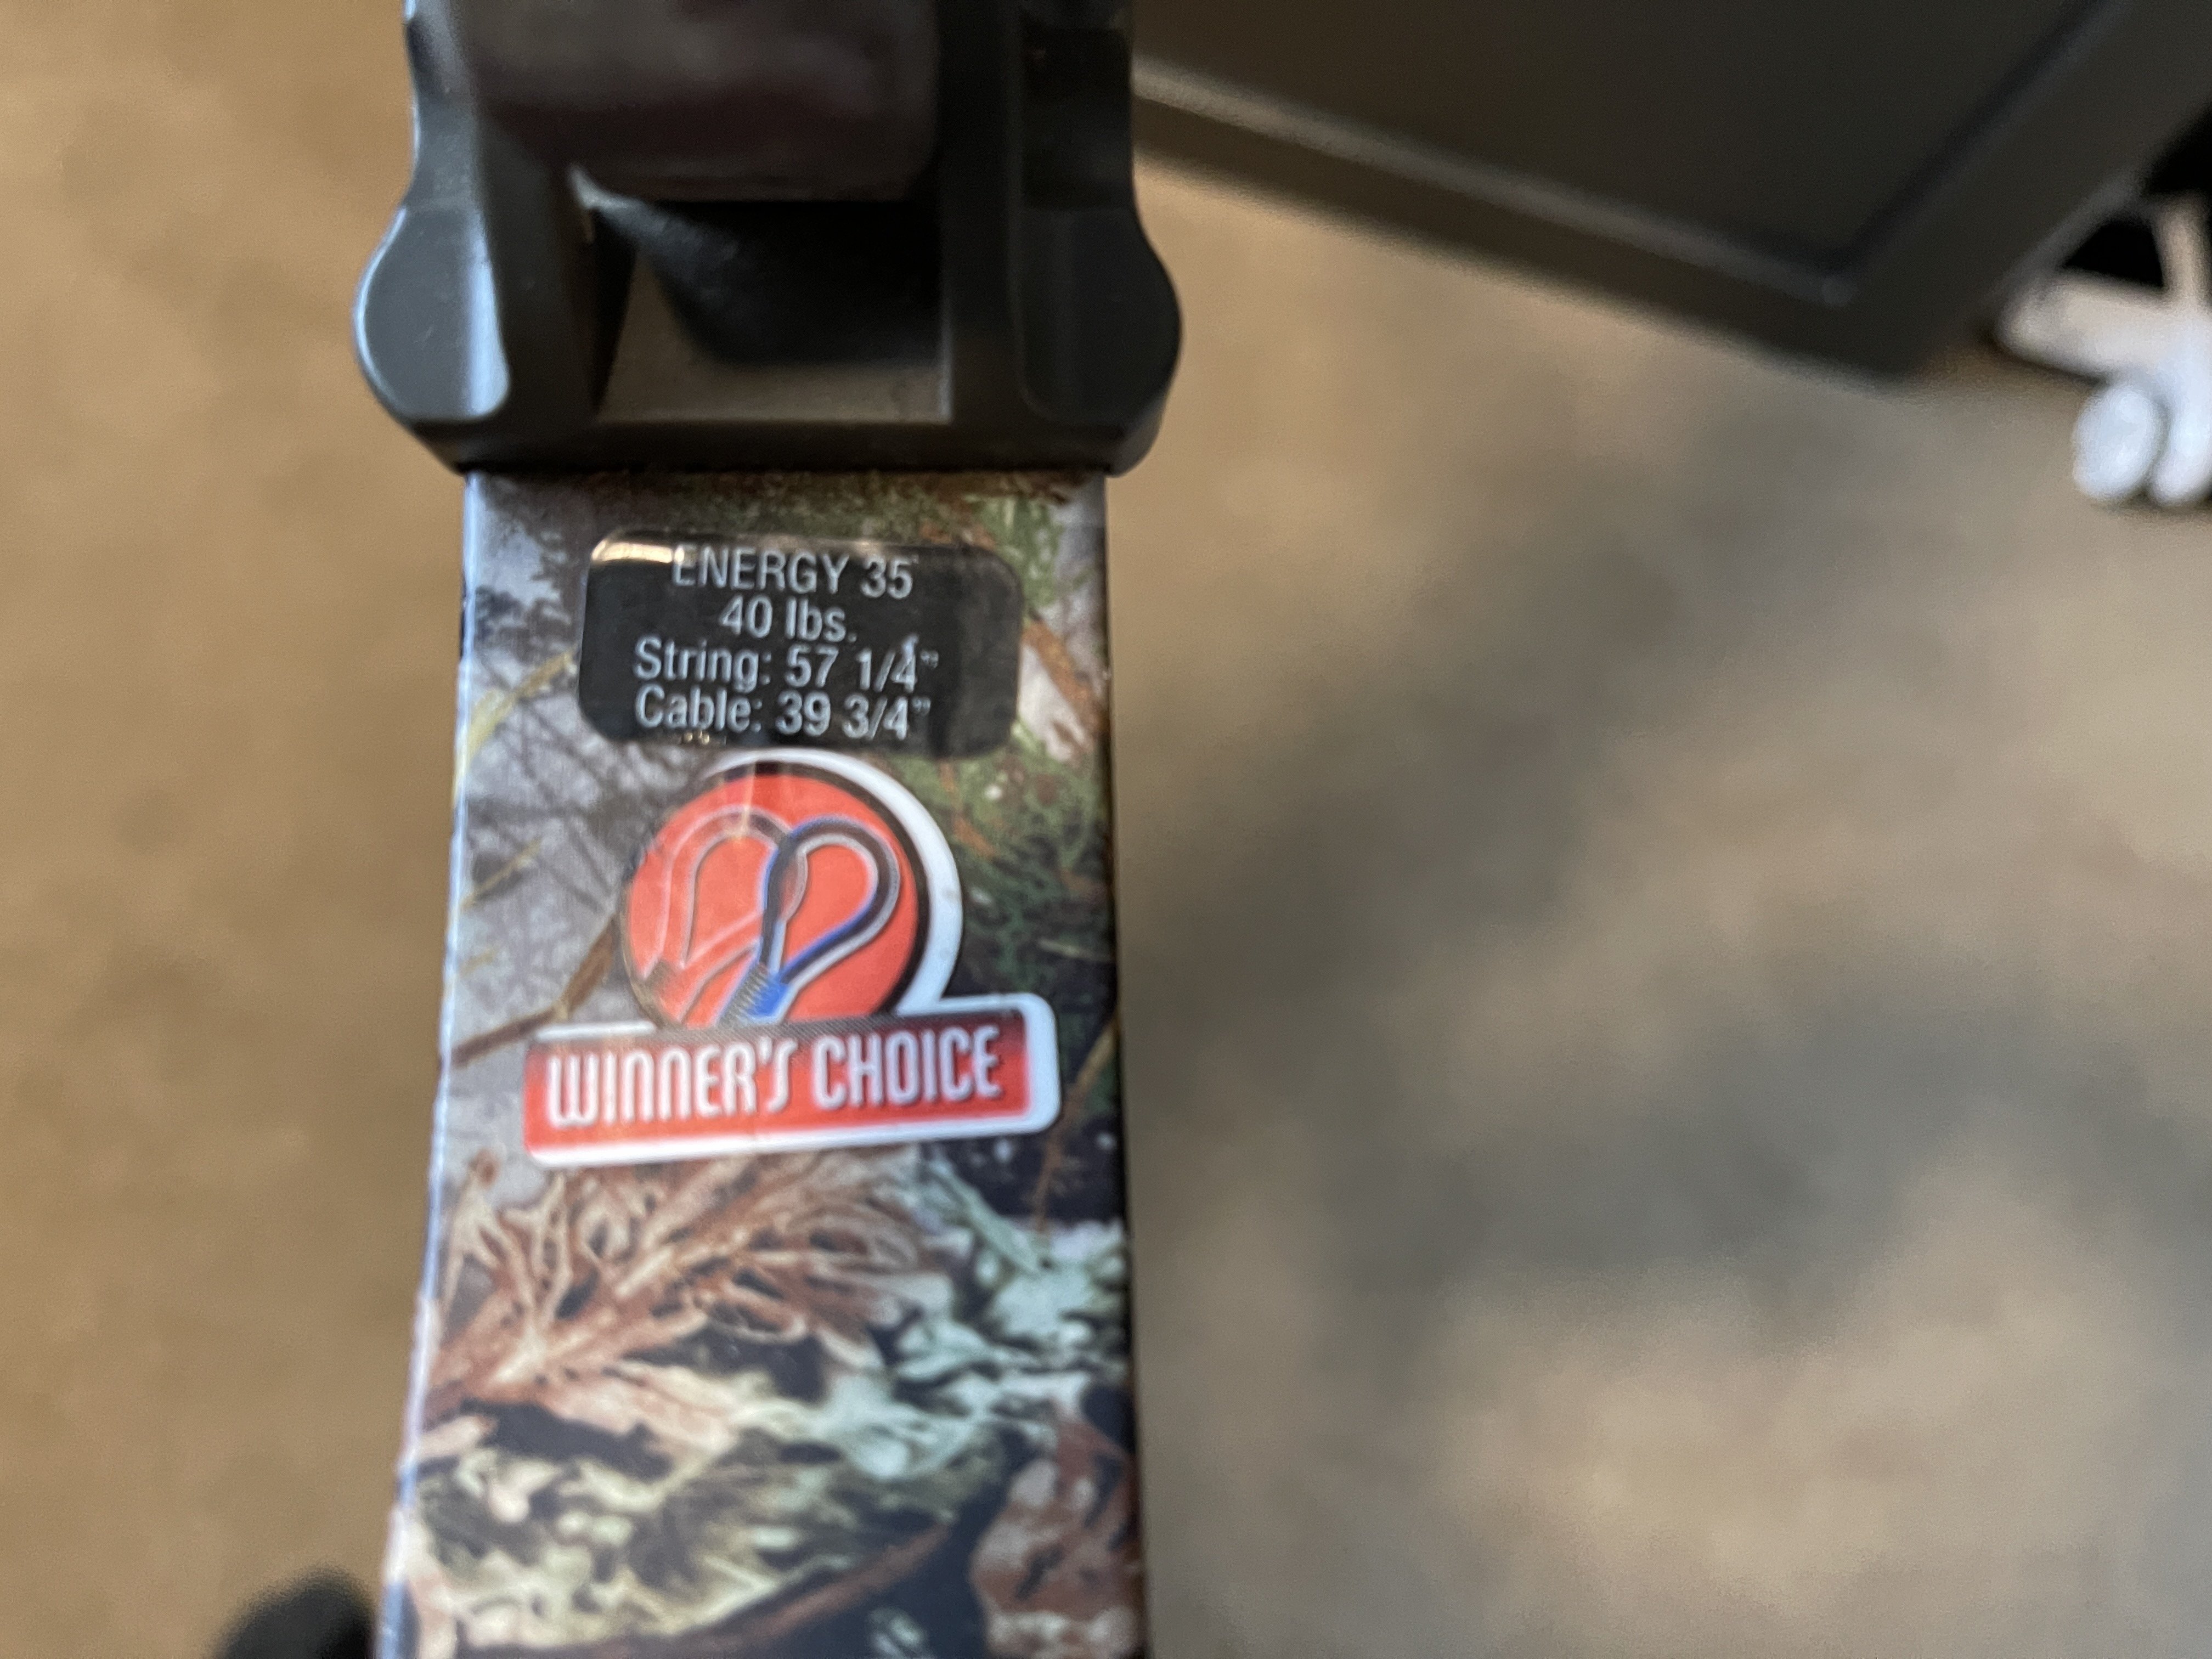 ENERGY 35
40 lbs.
String: 57 1/4"
Cable: 39 3/4"
WINNER'S CHOICE